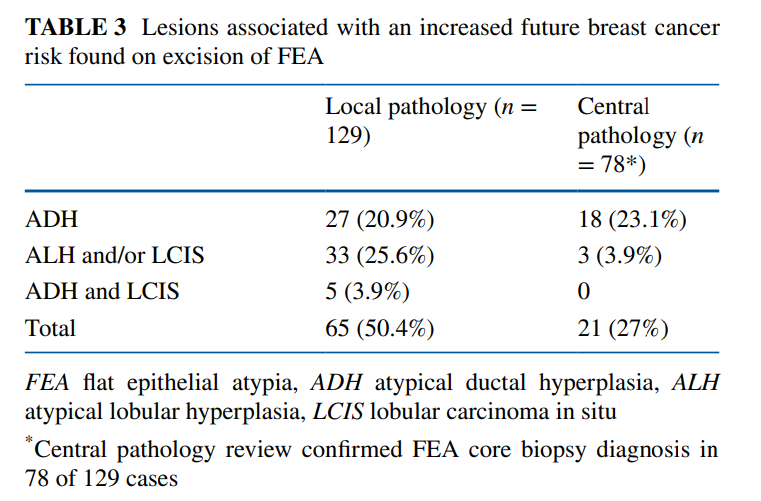 TABLE 3 Lesions associated with an increased future breast cancer
risk found on excision of FEA
Local pathology (n =
129)
Central
pathology (n
= 78*)
ADH 27 (20.9%) 18 (23.1%)
ALH and/or LCIS 33 (25.6%) 3 (3.9%)
ADH and LCIS 5 (3.9%) 0
Total 65 (50.4%) 21 (27%)
FEA flat epithelial atypia, ADH atypical ductal hyperplasia, ALH
atypical lobular hyperplasia, LCIS lobular carcinoma in situ
*Central pathology review confirmed FEA core biopsy diagnosis in
78 of 129 cases